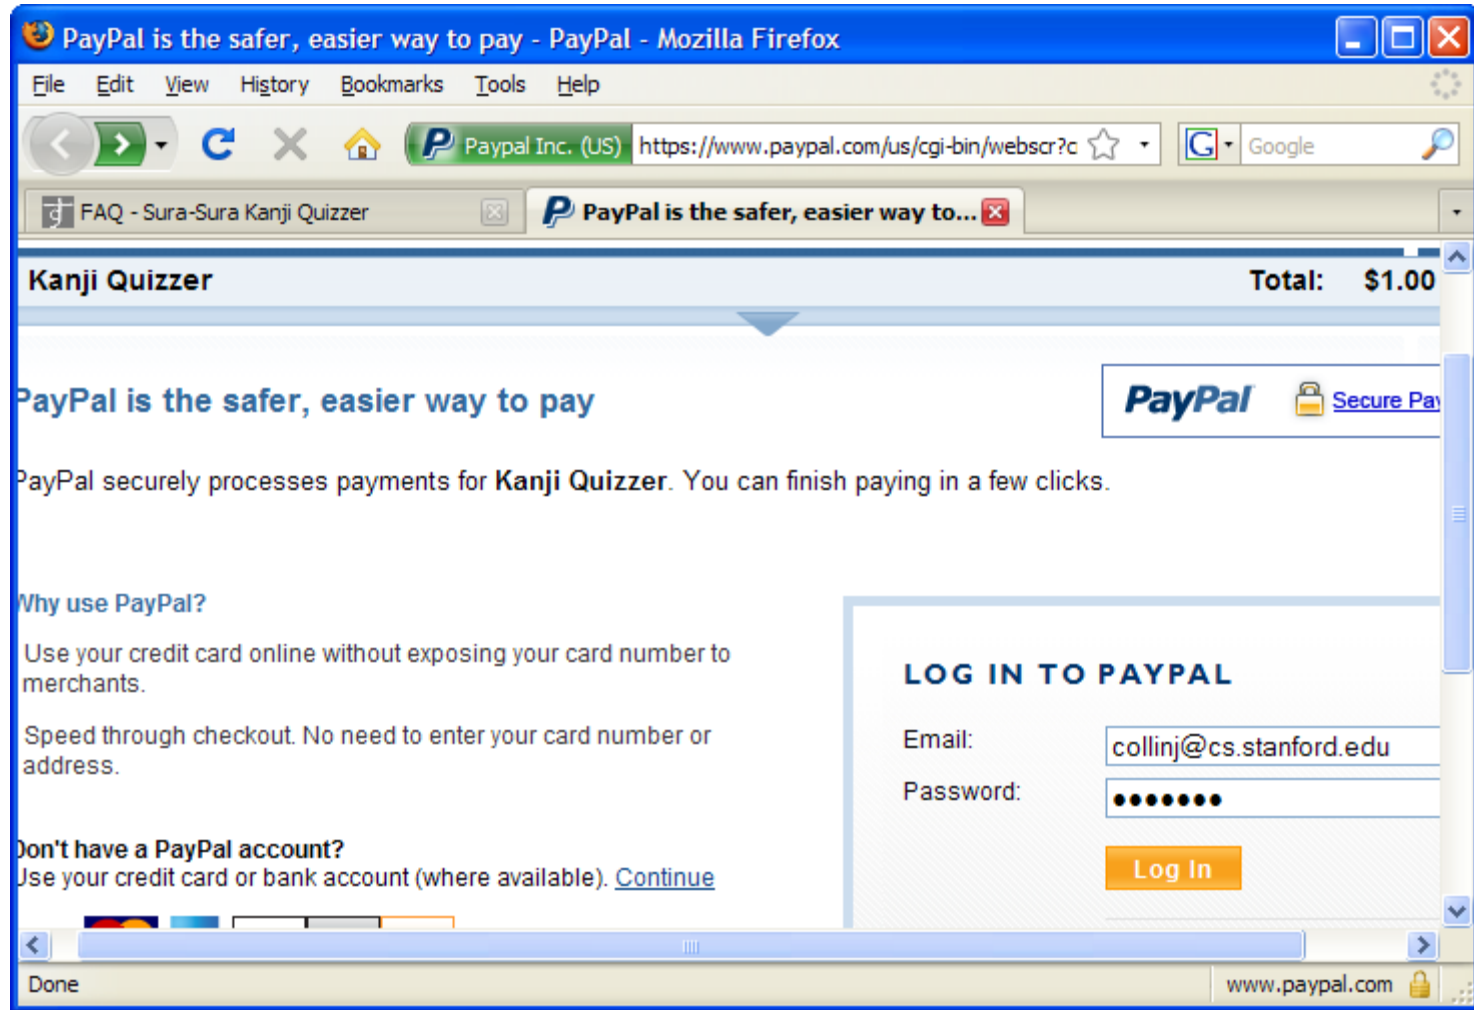 PayPal is the safer, easier way to pay - PayPal - Mozilla Firefox
File Edit View History Bookmarks Tools Help
Paypal Inc. (US) https://www.paypal.com/us/cgi-bin/webscr?c Google
FAQ - Sura-Sura Kanji Quizzer PayPal is the safer, easier way to...
Kanji Quizzer Total: $1.00
PayPal is the safer, easier way to pay
PayPal Secure Pay
PayPal securely processes payments for Kanji Quizzer. You can finish paying in a few clicks.
Why use PayPal?
Use your credit card online without exposing your card number to
merchants.
Speed through checkout. No need to enter your card number or
address.
Don't have a PayPal account?
Use your credit card or bank account (where available). Continue
LOG IN TO PAYPAL
Email: collinj@cs.stanford.edu
Password: •••••••
Log In
Done www.paypal.com